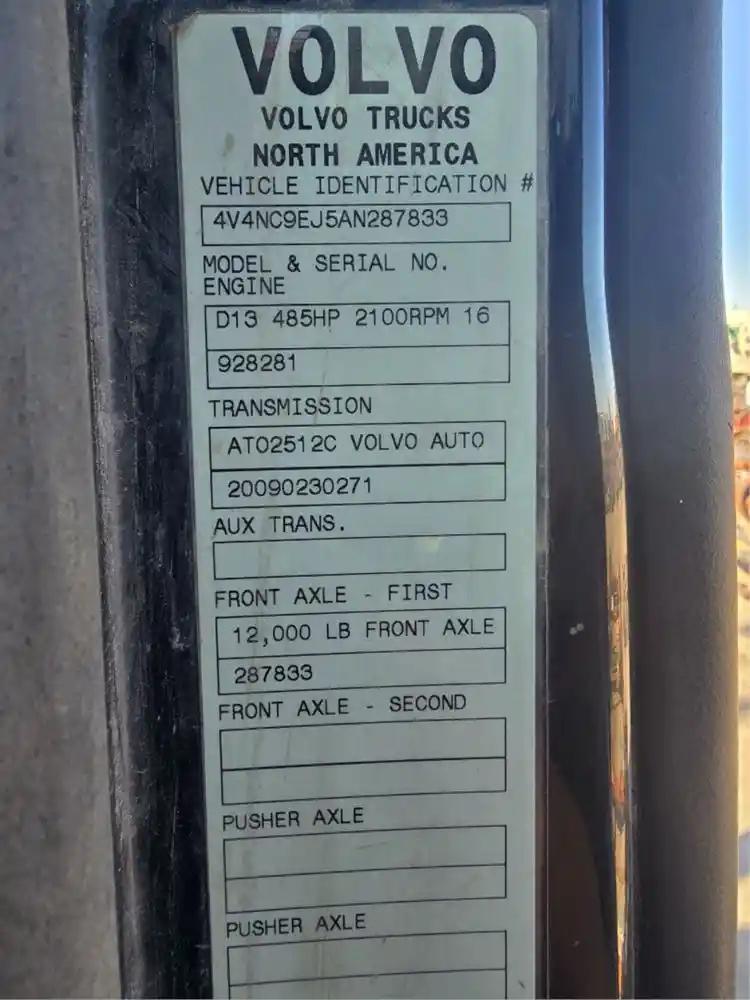 VOLVO
VOLVO TRUCKS
NORTH AMERICA
VEHICLE IDENTIFICATION #
4V4NC9EJ5AN287833
MODEL & SERIAL NO.
ENGINE
D13 485HP 2100RPM 16
928281
TRANSMISSION
ATO2512C VOLVO AUTO
20090230271
AUX TRANS.
FRONT AXLE - FIRST
12,000 LB FRONT AXLE
287833
FRONT AXLE - SECOND
PUSHER AXLE
PUSHER AXLE